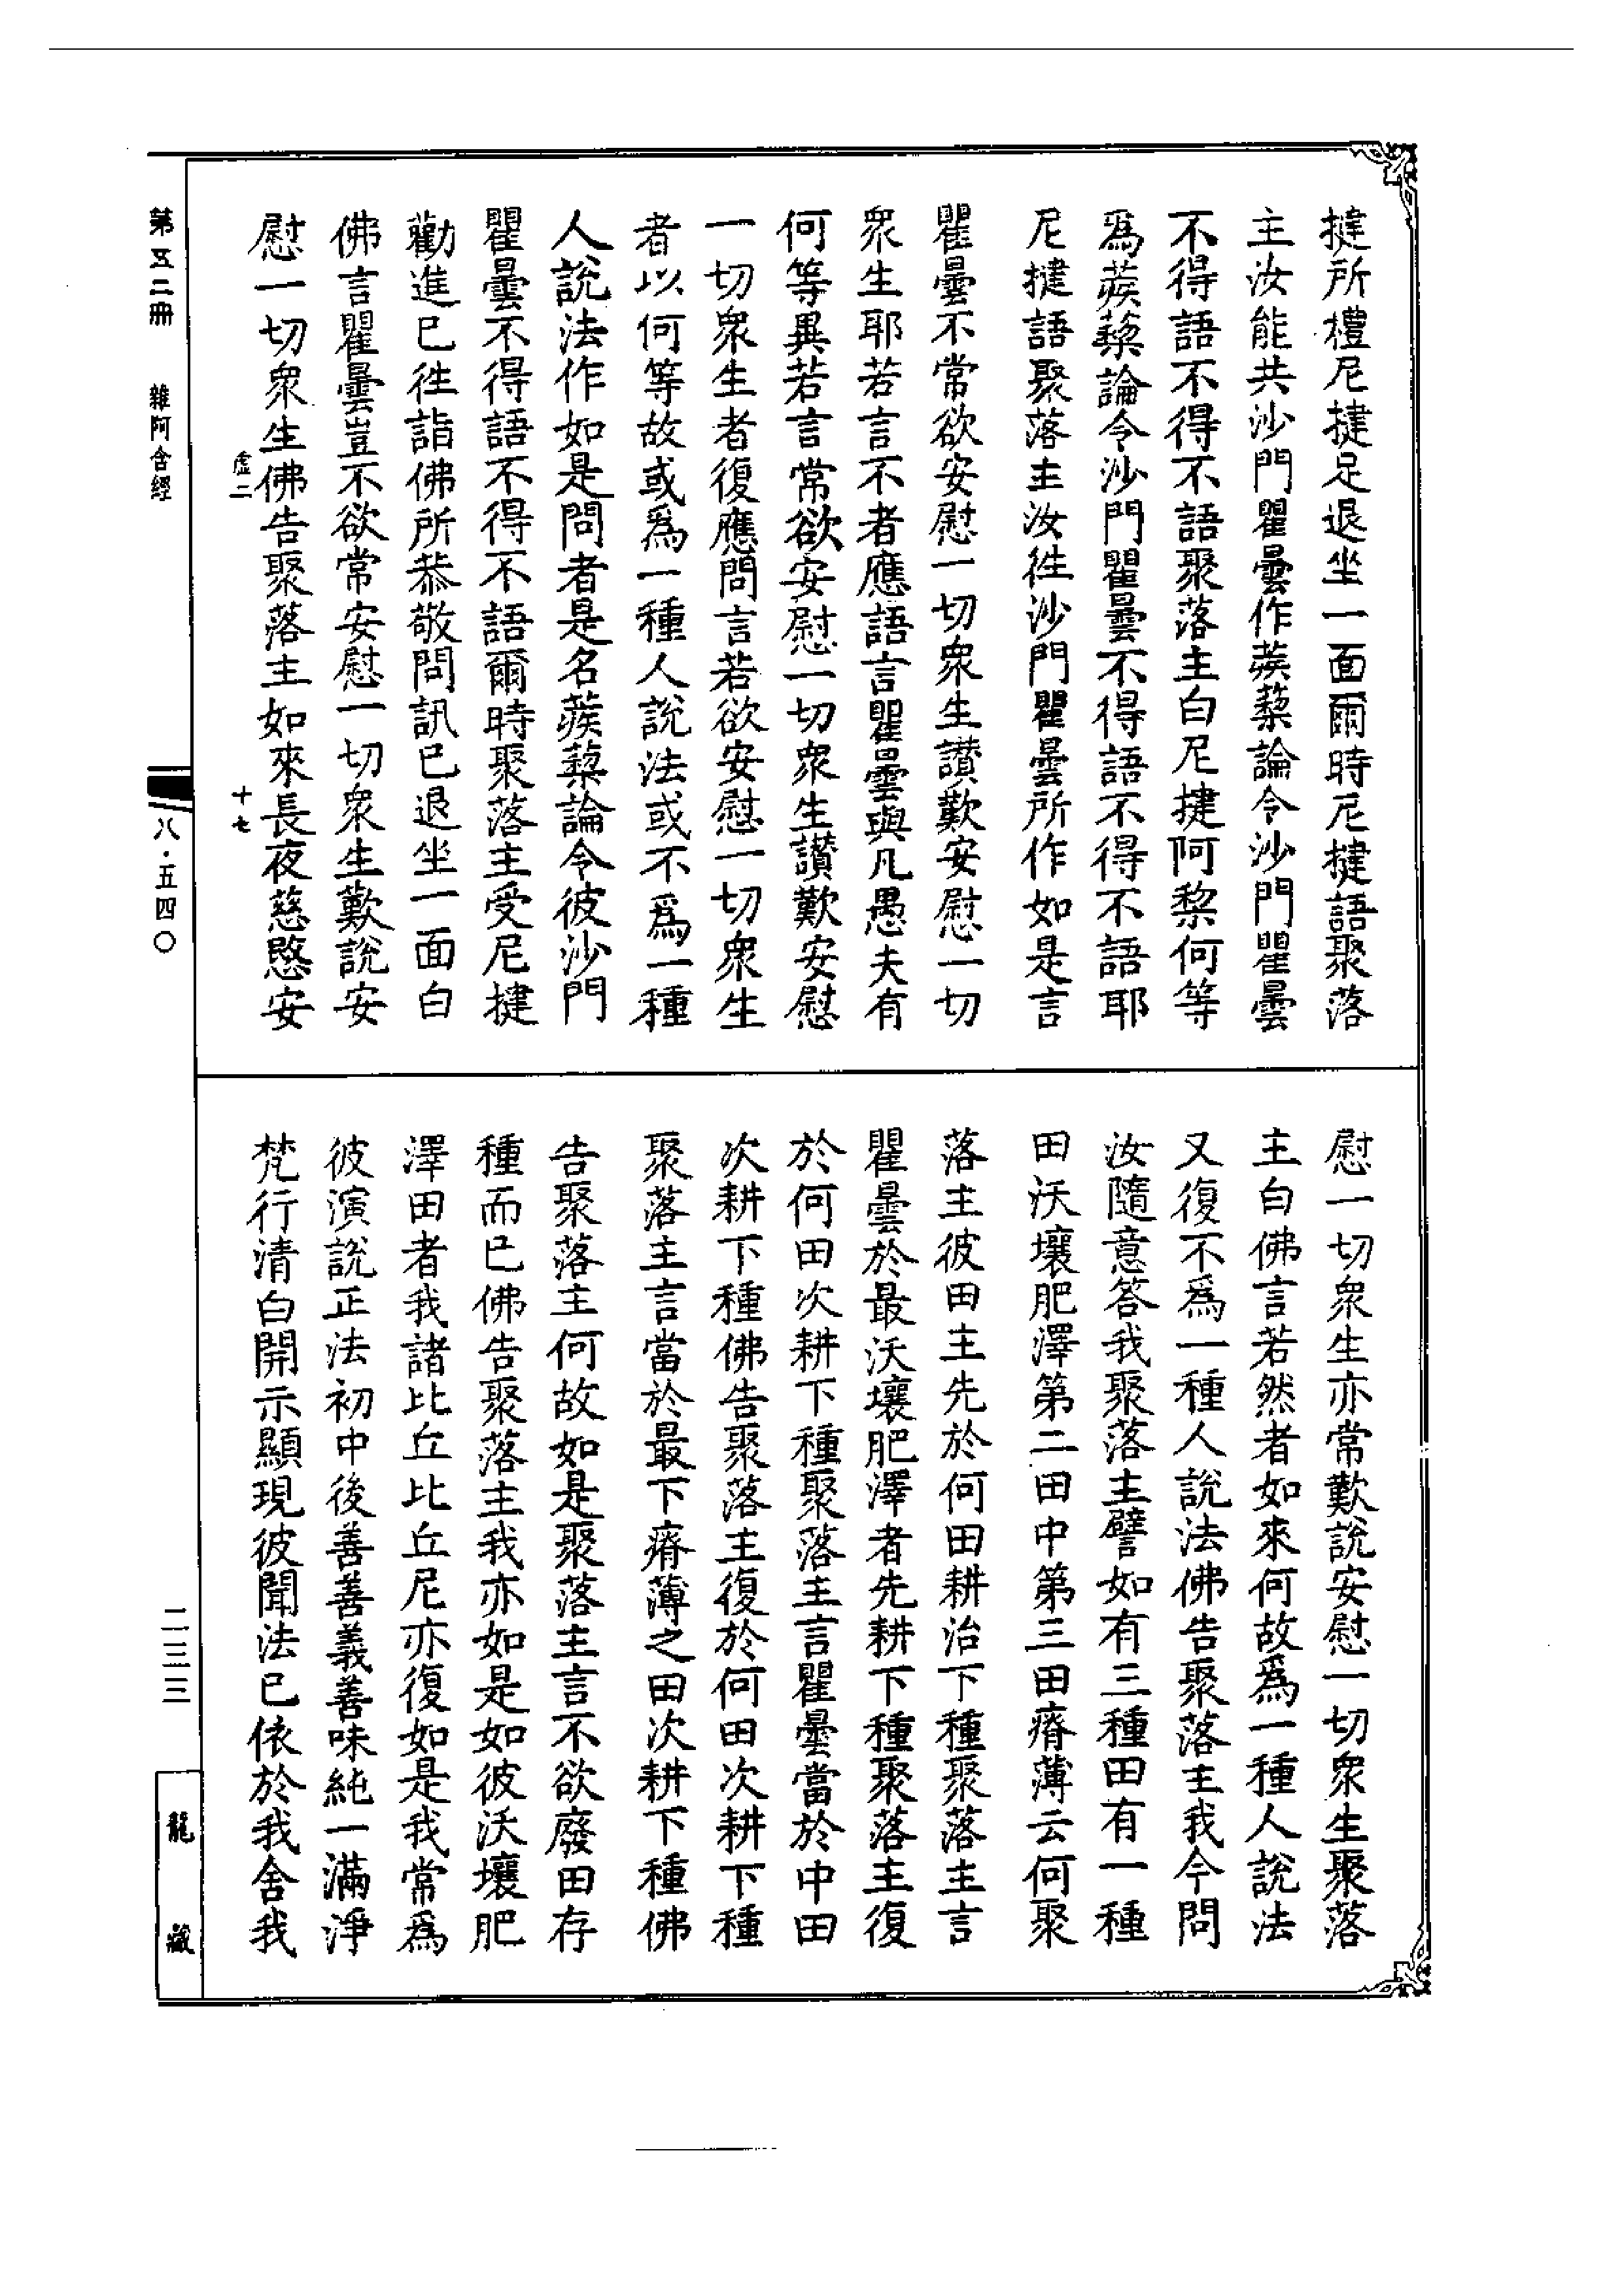 揵所禮尼揵足退坐一面爾時尼揵語聚落
主汝能共沙門瞿曇作蒺蔾論令沙門瞿曇
不得語不得不語聚落主白尼揵阿棃何等
爲蒺蔾論令沙門瞿曇不得語不得不語耶
尼揵語聚落主汝徃沙門瞿曇所作如是言
瞿曇不常欲安慰一切衆生讃歎安慰一切
衆生耶若言不者應語言瞿曇與凡愚夫有
何等異若言常欲安慰一切衆生讃歎安慰
一切衆生者復應問言若欲安慰一切衆生
者以何等故或爲一種人說法或不爲一種
人說法作如是問者是名蒺蔾論令彼沙門
瞿曇不得語不得不語爾時聚落主受尼揵
勸進已徃詣佛所恭敬問訊已退坐一面白
佛言瞿曇豈不欲常安慰一切衆生歎說安
慰一切衆生佛告聚落主如來長夜慈愍安
慰一切衆生亦常歎說安慰一切衆生聚落
主白佛言若然者如來何故爲一種人說法
又復不爲一種人說法佛告聚落主我今問
汝隨意答我聚落主譬如有三種田有一種
田沃壤肥澤第二田中第三田瘠薄云何聚
落主彼田主先於何田耕治下種聚落主言
瞿曇於最沃壤肥澤者先耕下種聚落主復
於何田次耕下種聚落主言瞿曇當於中田
次耕下種佛告聚落主復於何田次耕下種
聚落主言當於最下瘠薄之田次耕下種佛
告聚落主何故如是聚落主言不欲廢田存
種而已佛告聚落主我亦如是如彼沃壤肥
澤田者我諸比丘比丘尼亦復如是我常爲
彼演說正法初中後善善義善味純一滿淨
梵行清白開示顯現彼聞法已依於我舍我
虛二
十七
第五二冊 雜阿含經
八·五四〇
二三三
龍藏